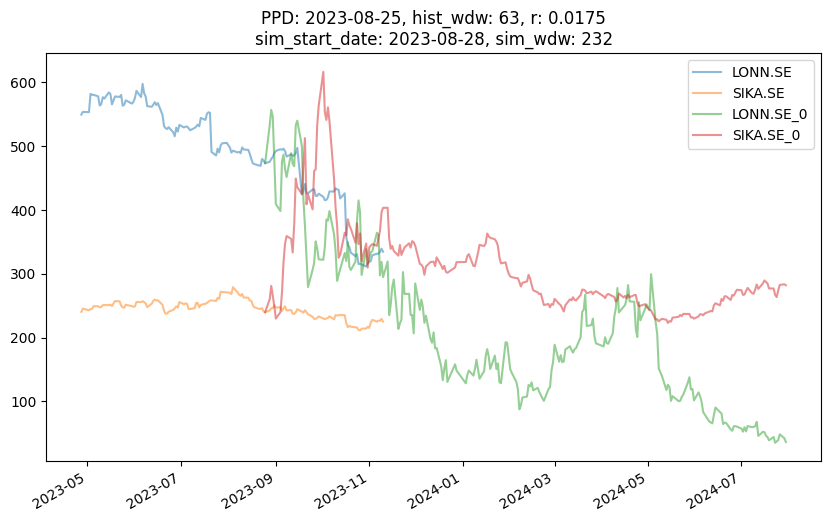 PPD: 2023-08-25, hist_wdw: 63, r: 0.0175
sim_start_date: 2023-08-28, sim_wdw: 232
LONN.SE
SIKA.SE
LONN.SE_0
SIKA.SE_0
600
500
400
300
200
100
2023-05
2023-07
2023-09
2023-11
2024-01
2024-03
2024-05
2024-07